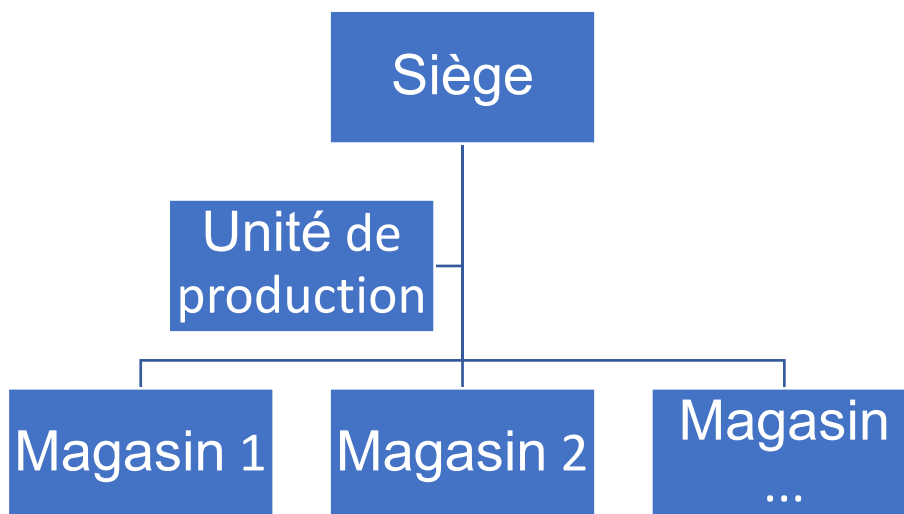 Siège
Unité de
production
Magasin 1
Magasin 2
Magasin
...